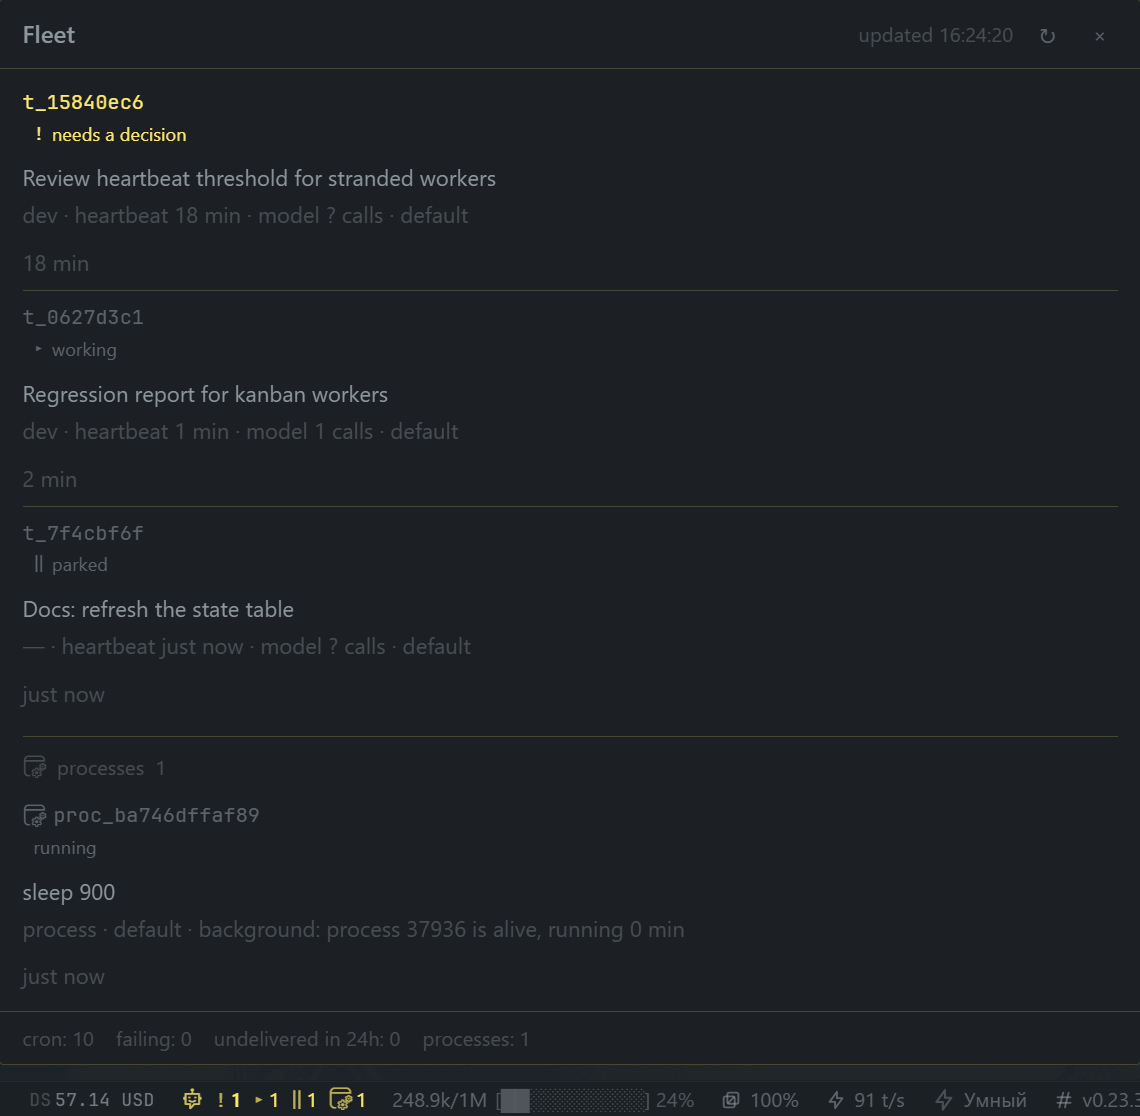 Fleet updated 16:24:20 ↻ ×
t_15840ec6
! needs a decision
Review heartbeat threshold for stranded workers
dev · heartbeat 18 min · model ? calls · default
18 min
t_0627d3c1
▸ working
Regression report for kanban workers
dev · heartbeat 1 min · model 1 calls · default
2 min
t_7f4cbf6f
|| parked
Docs: refresh the state table
— · heartbeat just now · model ? calls · default
just now
processes 1
proc_ba746dffaf89
running
sleep 900
process · default · background: process 37936 is alive, running 0 min
just now
cron: 10 failing: 0 undelivered in 24h: 0 processes: 1
DS 57.14 USD ! 1 ▸ 1 || 1 1 248.9k/1M [ ] 24% 100% 91 t/s Умный # v0.23.